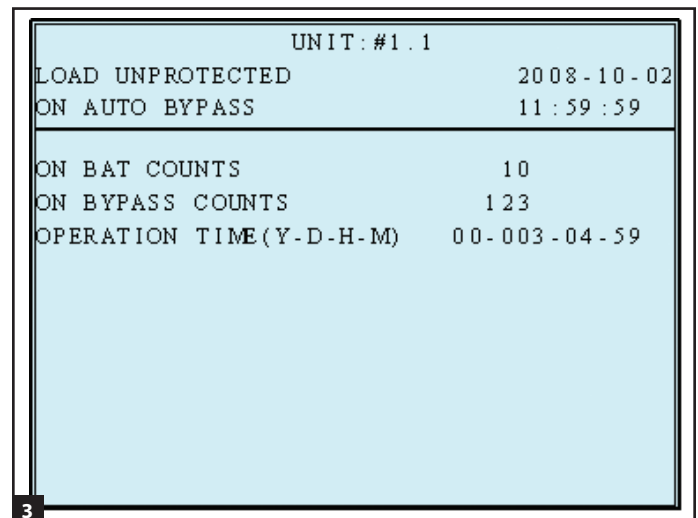 UNIT:#1.1
LOAD UNPROTECTED 2008-10-02
ON AUTO BYPASS 11:59:59
ON BAT COUNTS 10
ON BYPASS COUNTS 123
OPERATION TIME(Y-D-H-M) 00-003-04-59
3